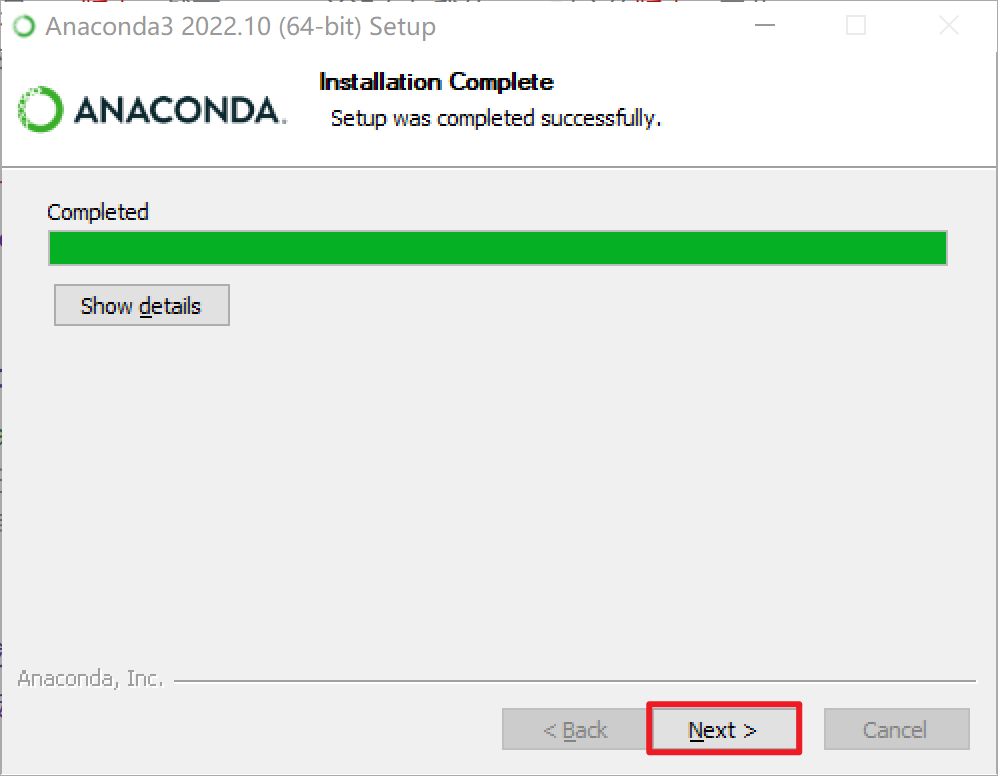 Anaconda3 2022.10 (64-bit) Setup
ANACONDA.
Installation Complete
Setup was completed successfully.
Completed
Show details
Anaconda, Inc.
< Back
Next >
Cancel